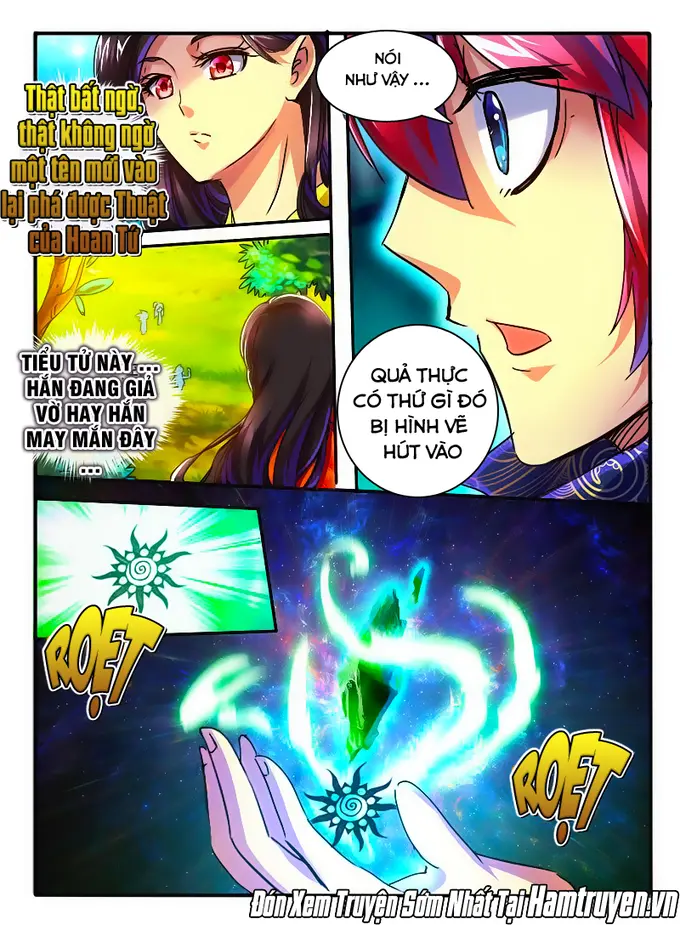 Thật bất ngờ,
thật không ngờ
một tên mới vào
lại phá được Thuật
của Hoan Tứ
NÓI
NHƯ VẬY ...
TIỂU TỬ NÀY ...
HẮN ĐANG GIẢ
VỜ HAY HẮN
MAY MẮN ĐÂY
...
QUẢ THỰC
CÓ THỨ GÌ ĐÓ
BỊ HÌNH VẼ
HÚT VÀO
ROẸT
ROẸT
Đón Xem Truyện Sớm Nhất Tại Hamtruyen.vn